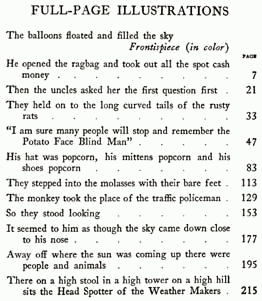 FULL-PAGE ILLUSTRATIONS
The balloons floated and filled the sky
Frontispiece (in color)
PAGE
He opened the ragbag and took out all the spot cash
money . . . . . . . . 7
Then the uncles asked her the first question first . 21
They held on to the long curved tails of the rusty
rats . . . . . . . . 33
"I am sure many people will stop and remember the
Potato Face Blind Man" . . . . . 47
His hat was popcorn, his mittens popcorn and his
shoes popcorn . . . . . . 83
They stepped into the molasses with their bare feet . 113
The monkey took the place of the traffic policeman . 129
So they stood looking . . . . . 153
It seemed to him as though the sky came down close
to his nose . . . . . . . 177
Away off where the sun was coming up there were
people and animals . . . . . 195
There on a high stool in a high tower on a high hill
sits the Head Spotter of the Weather Makers . 215